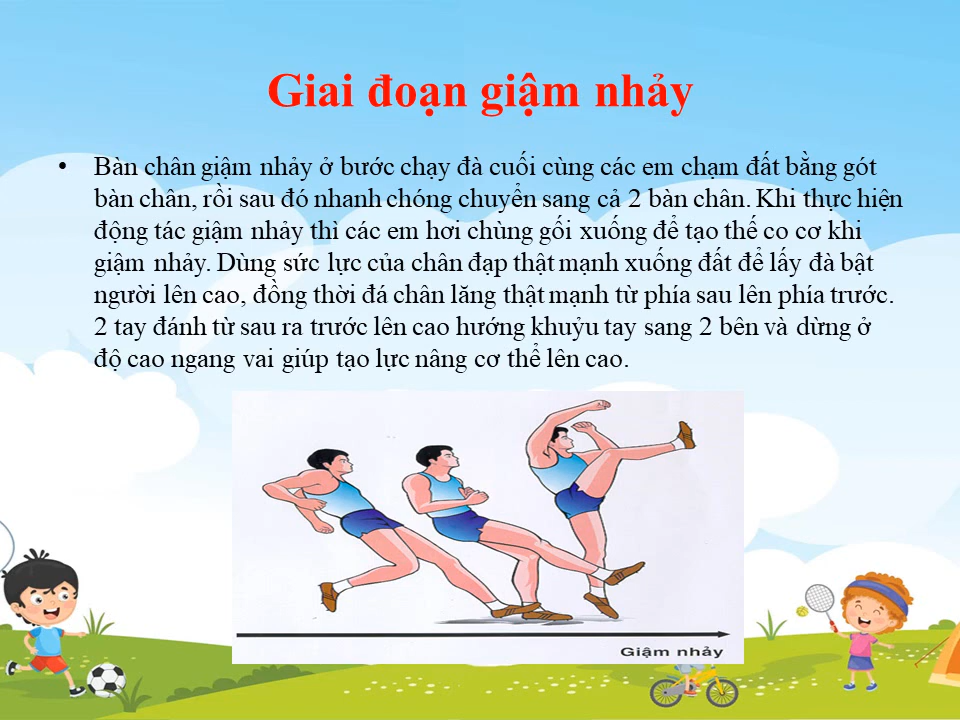 Giai đoạn giậm nhảy
• Bàn chân giậm nhảy ở bước chạy đà cuối cùng các em chạm đất bằng gót
bàn chân, rồi sau đó nhanh chóng chuyển sang cả 2 bàn chân. Khi thực hiện
động tác giậm nhảy thì các em hơi chùng gối xuống để tạo thế co cơ khi
giậm nhảy. Dùng sức lực của chân đạp thật mạnh xuống đất để lấy đà bật
người lên cao, đồng thời đá chân lăng thật mạnh từ phía sau lên phía trước.
2 tay đánh từ sau ra trước lên cao hướng khuỷu tay sang 2 bên và dừng ở
độ cao ngang vai giúp tạo lực nâng cơ thể lên cao.
Giậm nhảy